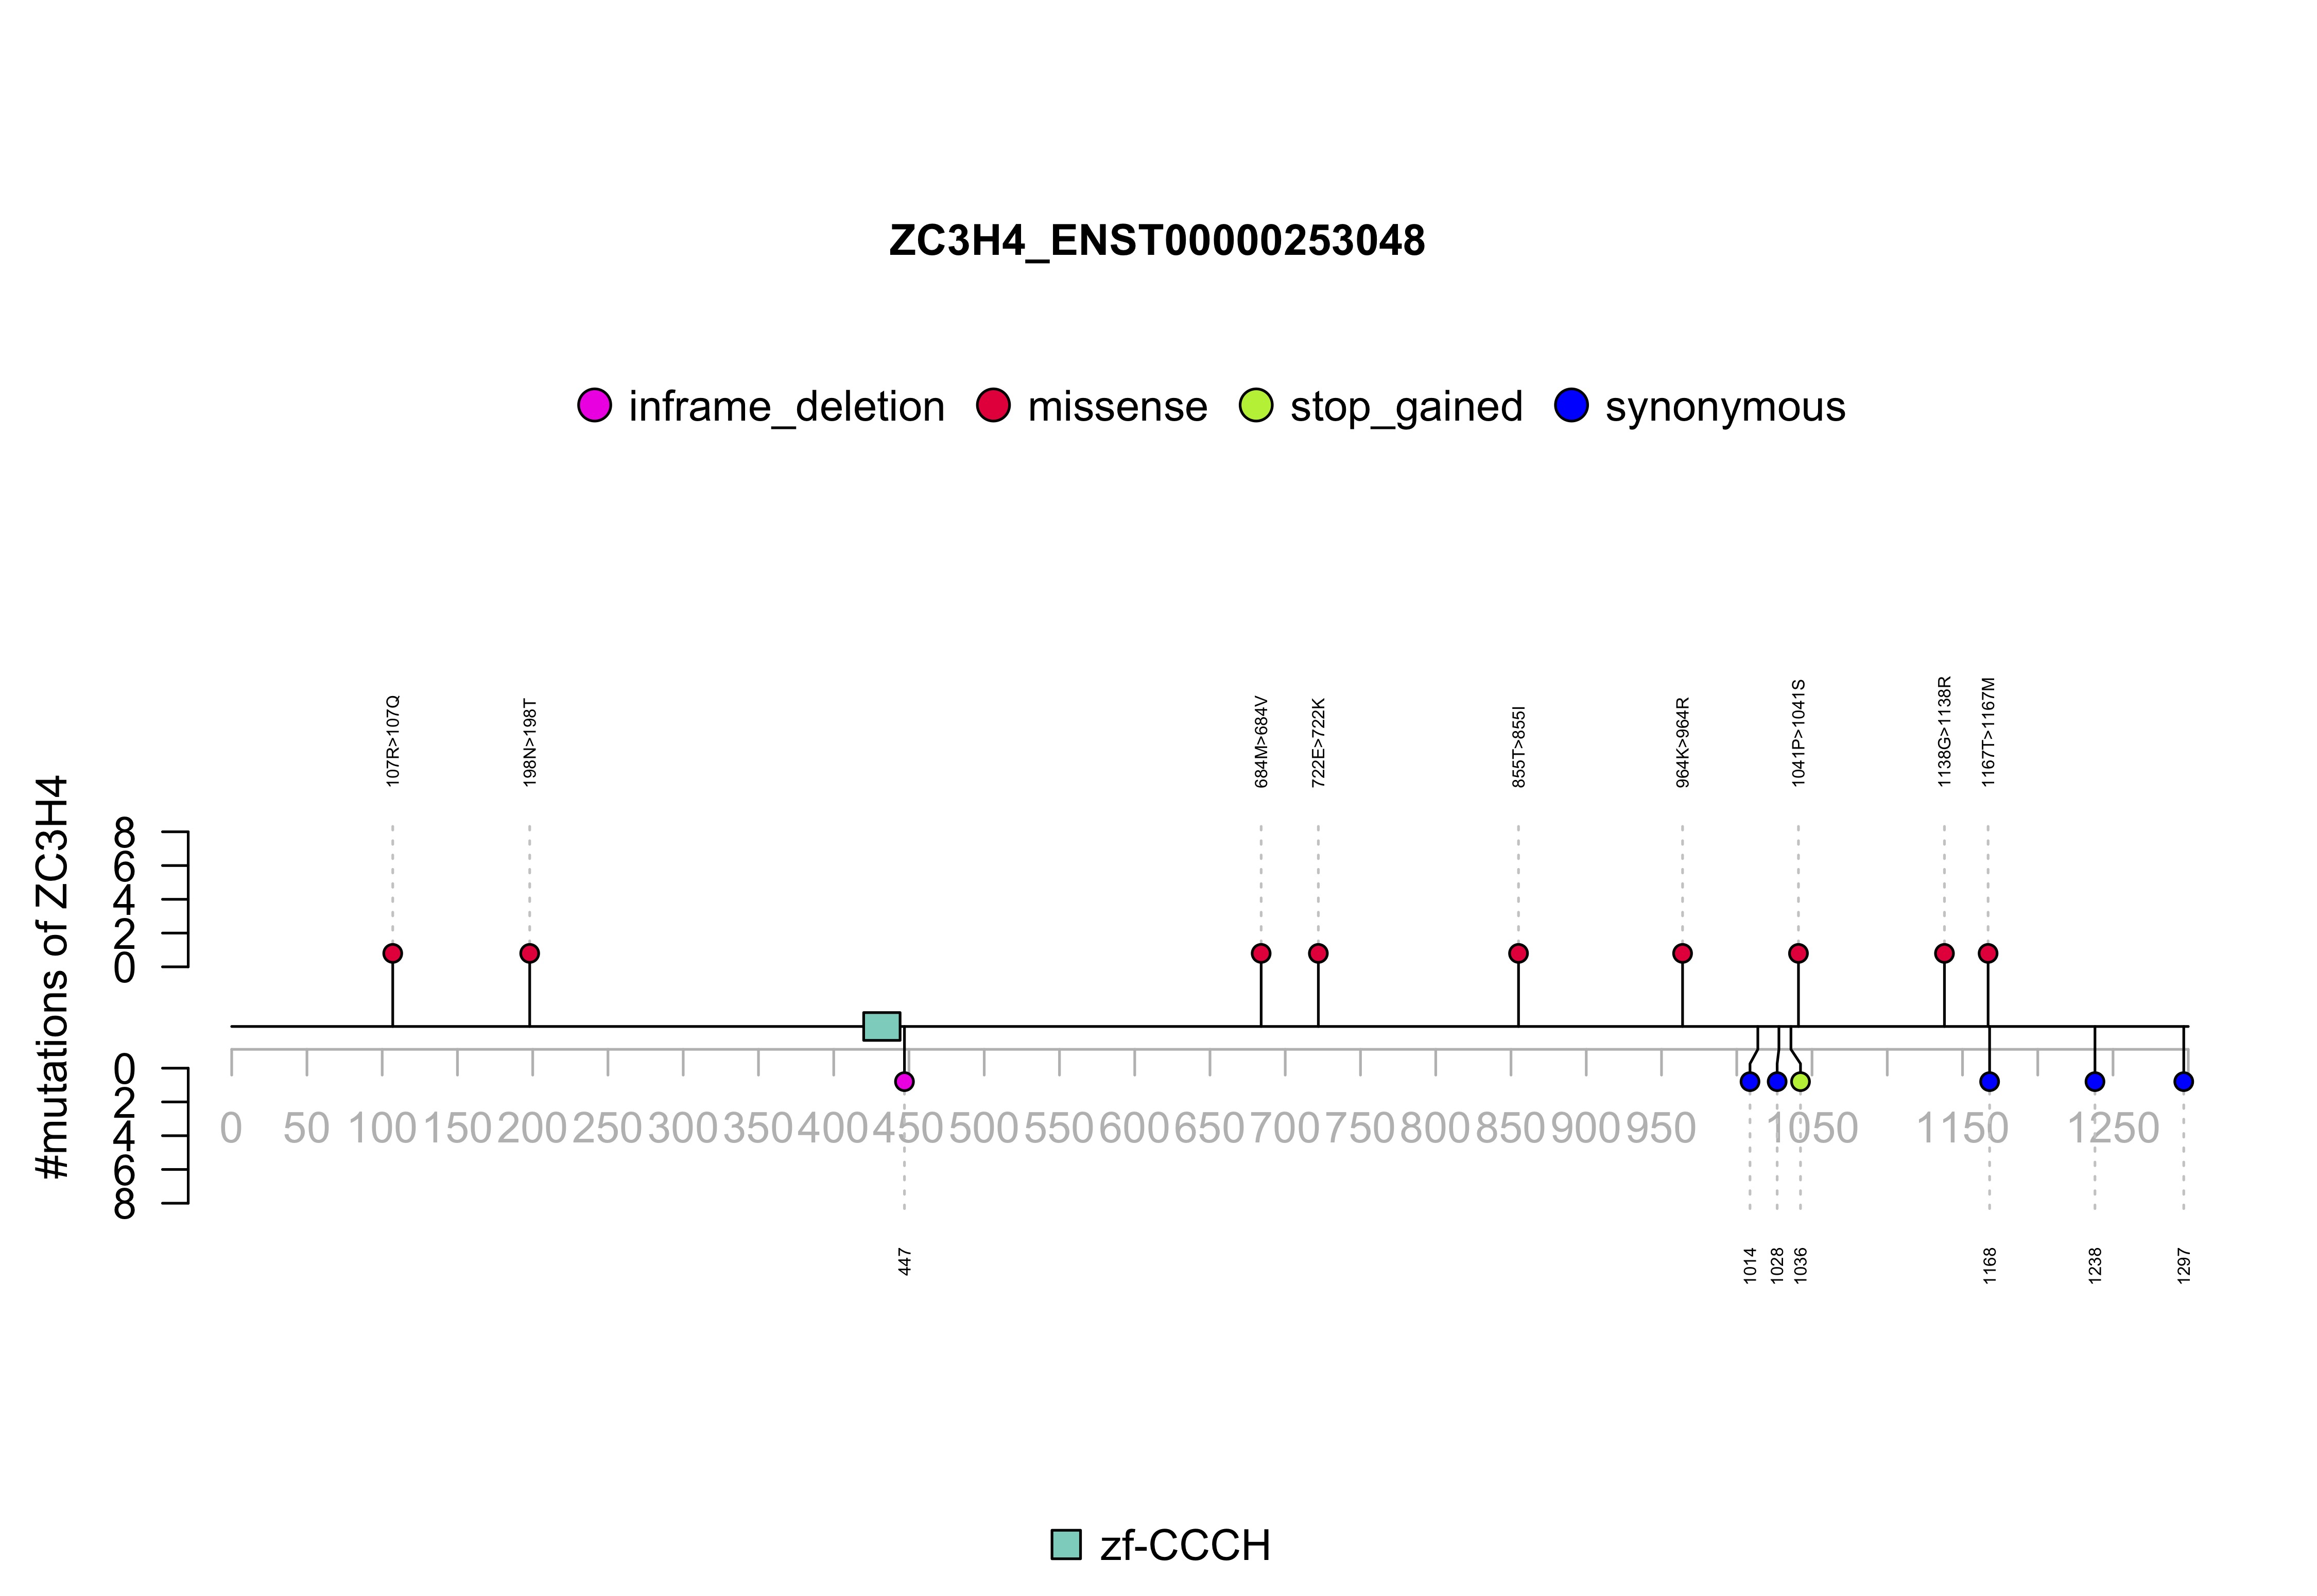 ZC3H4_ENST00000253048
inframe_deletion missense stop_gained synonymous
107R>107Q
198N>198T
684M>684V
722E>722K
855T>855I
964K>964R
1041P>1041S
1138G>1138R
1167T>1167M
#mutations of ZC3H4
8
6
4
2
0
0
2
4
6
8
0 50 100 150 200 250 300 350 400 450 500 550 600 650 700 750 800 850 900 950 1050 1150 1250
447
1014
1028
1036
1168
1238
1297
zf-CCCH